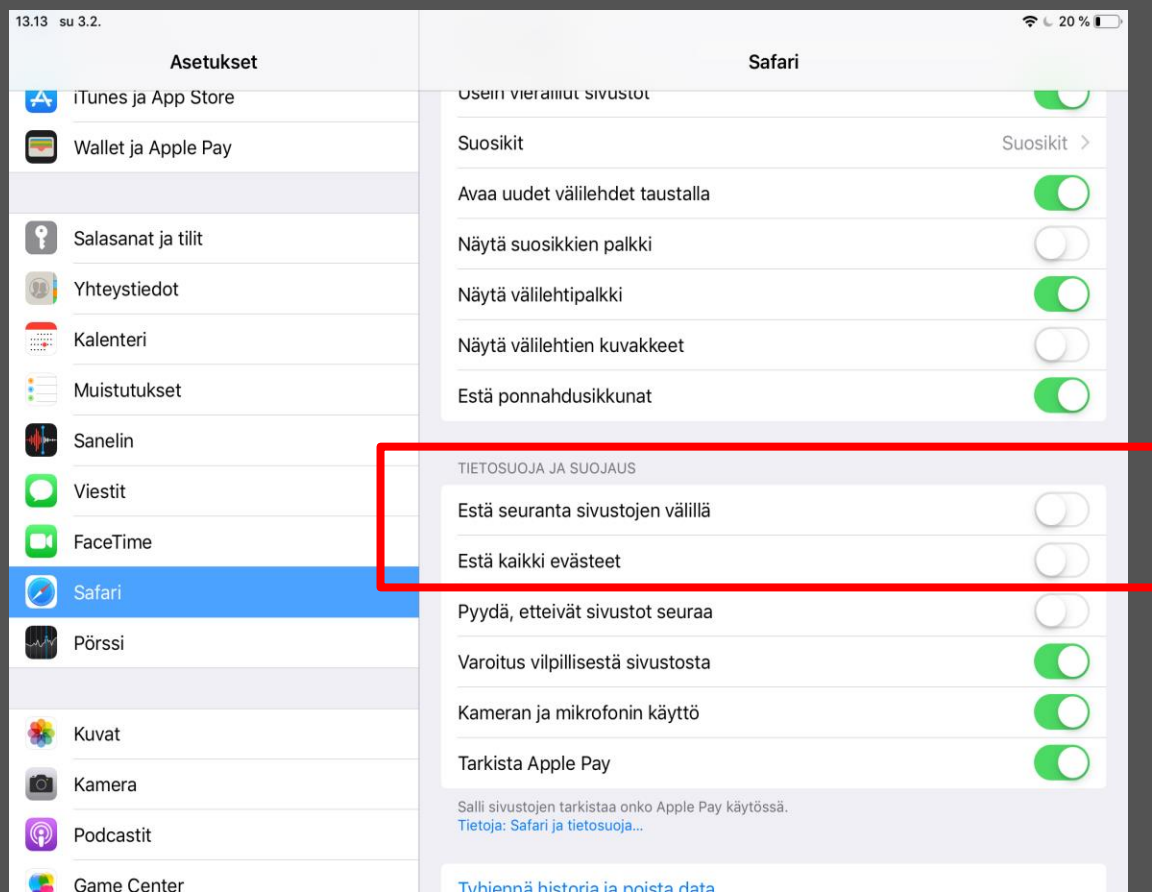 13.13 su 3.2.
20 %
Asetukset
iTunes ja App Store
Wallet ja Apple Pay
Salasanat ja tilit
Yhteystiedot
Kalenteri
Muistutukset
Sanelin
Viestit
FaceTime
Safari
Pörssi
Kuvat
Kamera
Podcastit
Game Center
Safari
Usein vieraillut sivustot
Suosikit Suosikit >
Avaa uudet välilehdet taustalla
Näytä suosikkien palkki
Näytä välilehtipalkki
Näytä välilehtien kuvakkeet
Estä ponnahdusikkunat
TIETOSUOJA JA SUOJAUS
Estä seuranta sivustojen välillä
Estä kaikki evästeet
Pyydä, etteivät sivustot seuraa
Varoitus vilpillisestä sivustosta
Kameran ja mikrofonin käyttö
Tarkista Apple Pay
Salli sivustojen tarkistaa onko Apple Pay käytössä.
Tietoja: Safari ja tietosuoja...
Tyhjennä historia ja poista data